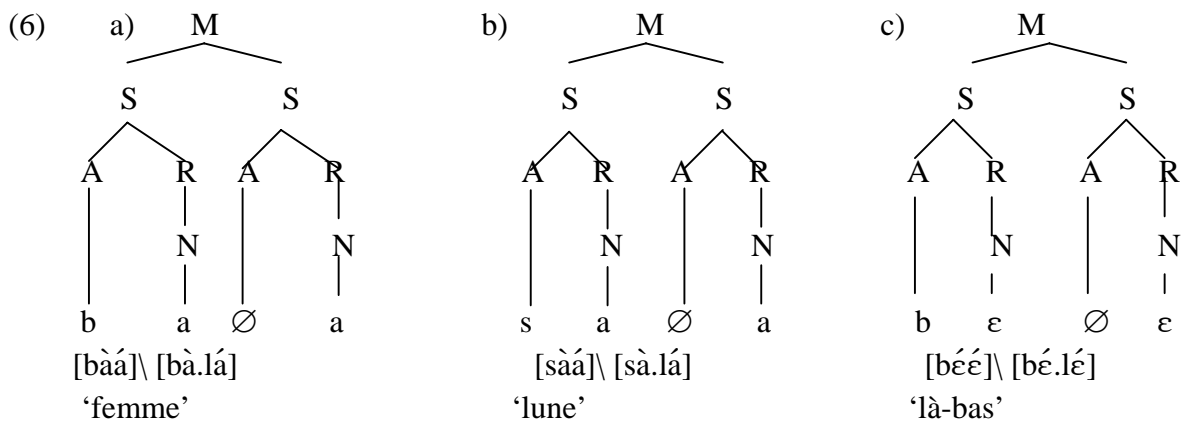 (6) a) M b) M c) M
S S S S S S
A R A R A R A R A R A R
N N N N N N
b a ∅ a s a ∅ a b ɛ ∅ ɛ
[bàá]\ [bà.lá] [sàá]\ [sà.lá] [bɛ́ɛ́]\ [bɛ́.lɛ́]
‘femme’ ‘lune’ ‘là-bas’